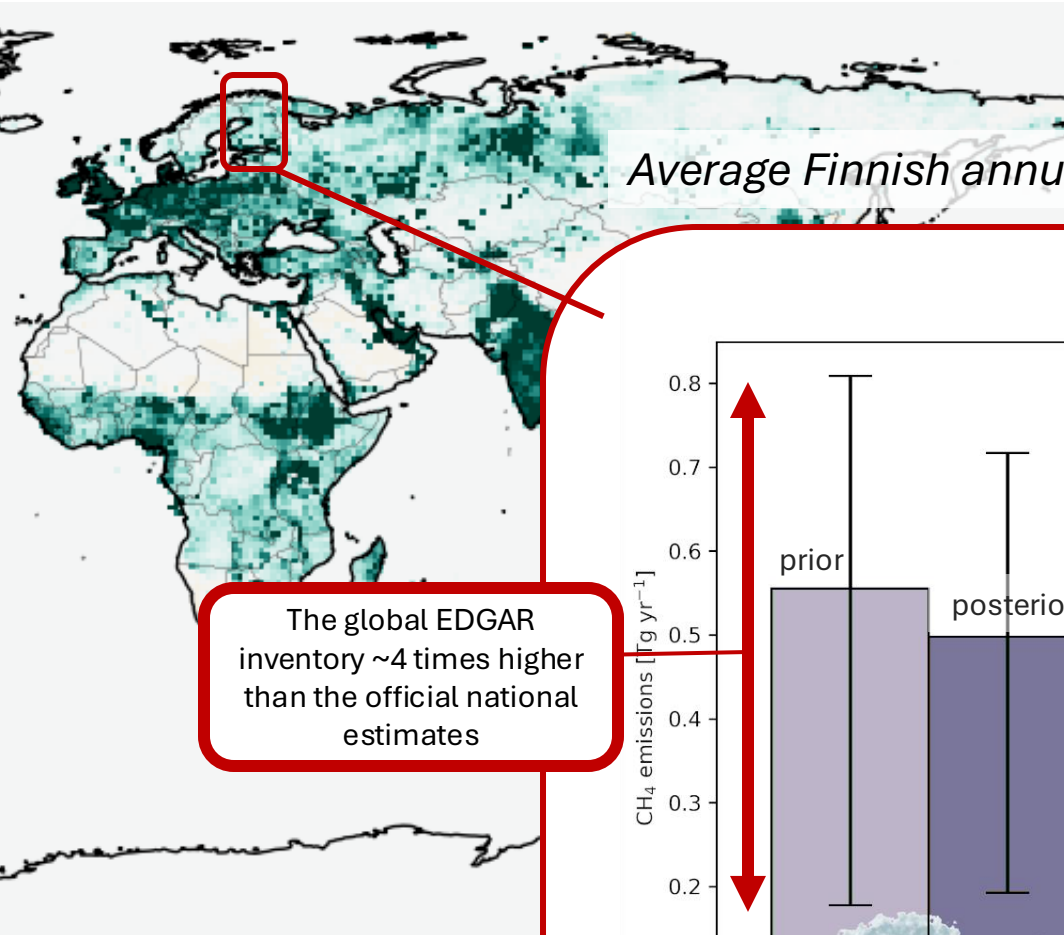 Average Finnish annu
0.8
0.7
prior
0.6
posterio
The global EDGAR
inventory ~4 times higher
than the official national
estimates
0.5
0.4
0.3
0.2
CH₄ emissions [Tg yr⁻¹]